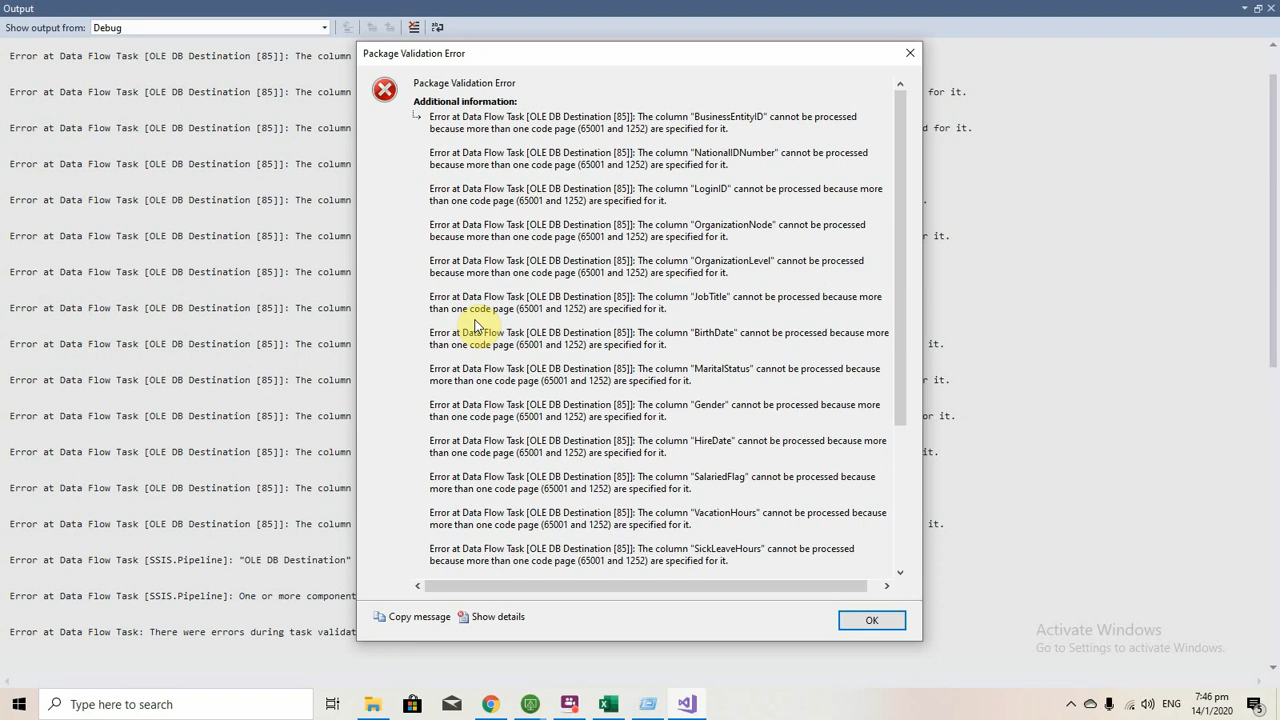 Output
Show output from: Debug
Package Validation Error
Package Validation Error
Additional information:
Error at Data Flow Task [OLE DB Destination [85]]: The column "BusinessEntityID" cannot be processed
because more than one code page (65001 and 1252) are specified for it.
Error at Data Flow Task [OLE DB Destination [85]]: The column "NationalIDNumber" cannot be processed
because more than one code page (65001 and 1252) are specified for it.
Error at Data Flow Task [OLE DB Destination [85]]: The column "LoginID" cannot be processed because more
than one code page (65001 and 1252) are specified for it.
Error at Data Flow Task [OLE DB Destination [85]]: The column "OrganizationNode" cannot be processed
because more than one code page (65001 and 1252) are specified for it.
Error at Data Flow Task [OLE DB Destination [85]]: The column "OrganizationLevel" cannot be processed
because more than one code page (65001 and 1252) are specified for it.
Error at Data Flow Task [OLE DB Destination [85]]: The column "JobTitle" cannot be processed because more
than one code page (65001 and 1252) are specified for it.
Error at Data Flow Task [OLE DB Destination [85]]: The column "BirthDate" cannot be processed because more
than one code page (65001 and 1252) are specified for it.
Error at Data Flow Task [OLE DB Destination [85]]: The column "MaritalStatus" cannot be processed because
more than one code page (65001 and 1252) are specified for it.
Error at Data Flow Task [OLE DB Destination [85]]: The column "Gender" cannot be processed because more
than one code page (65001 and 1252) are specified for it.
Error at Data Flow Task [OLE DB Destination [85]]: The column "HireDate" cannot be processed because more
than one code page (65001 and 1252) are specified for it.
Error at Data Flow Task [OLE DB Destination [85]]: The column "SalariedFlag" cannot be processed because
more than one code page (65001 and 1252) are specified for it.
Error at Data Flow Task [OLE DB Destination [85]]: The column "VacationHours" cannot be processed because
more than one code page (65001 and 1252) are specified for it.
Error at Data Flow Task [OLE DB Destination [85]]: The column "SickLeaveHours" cannot be processed
because more than one code page (65001 and 1252) are specified for it.
Copy message
Show details
OK
Error at Data Flow Task [OLE DB Destination [85]]: The column
Error at Data Flow Task [OLE DB Destination [85]]: The column for it.
Error at Data Flow Task [OLE DB Destination [85]]: The column d for it.
Error at Data Flow Task [OLE DB Destination [85]]: The column
Error at Data Flow Task [OLE DB Destination [85]]: The column .
Error at Data Flow Task [OLE DB Destination [85]]: The column r it.
Error at Data Flow Task [OLE DB Destination [85]]: The column
Error at Data Flow Task [OLE DB Destination [85]]: The column
Error at Data Flow Task [OLE DB Destination [85]]: The column it.
Error at Data Flow Task [OLE DB Destination [85]]: The column or it.
Error at Data Flow Task [OLE DB Destination [85]]: The column or it.
Error at Data Flow Task [OLE DB Destination [85]]: The column t.
Error at Data Flow Task [OLE DB Destination [85]]: The column
Error at Data Flow Task [OLE DB Destination [85]]: The column it.
Error at Data Flow Task [SSIS.Pipeline]: "OLE DB Destination"
Error at Data Flow Task [SSIS.Pipeline]: One or more component
Error at Data Flow Task: There were errors during task validat
Activate Windows
Go to Settings to activate Windows.
Type here to search
ENG
7:46 pm
14/1/2020
5